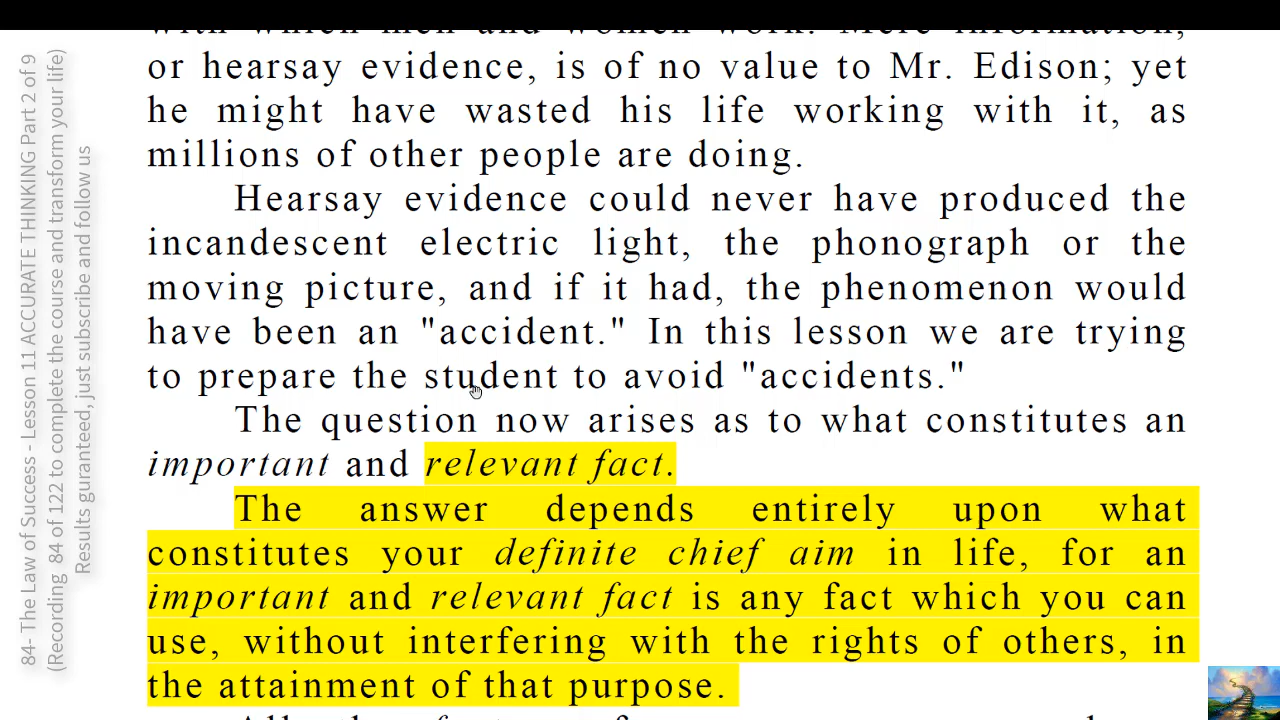 or hearsay evidence, is of no value to Mr. Edison; yet
he might have wasted his life working with it, as
millions of other people are doing.
Hearsay evidence could never have produced the
incandescent electric light, the phonograph or the
moving picture, and if it had, the phenomenon would
have been an "accident." In this lesson we are trying
to prepare the student to avoid "accidents."
The question now arises as to what constitutes an
important and relevant fact.
The answer depends entirely upon what
constitutes your definite chief aim in life, for an
important and relevant fact is any fact which you can
use, without interfering with the rights of others, in
the attainment of that purpose.
84- The Law of Success - Lesson 11 ACCURATE THINKING Part 2 of 9
(Recording 84 of 122 to complete the course and transform your life)
Results guranteed, just subscribe and follow us